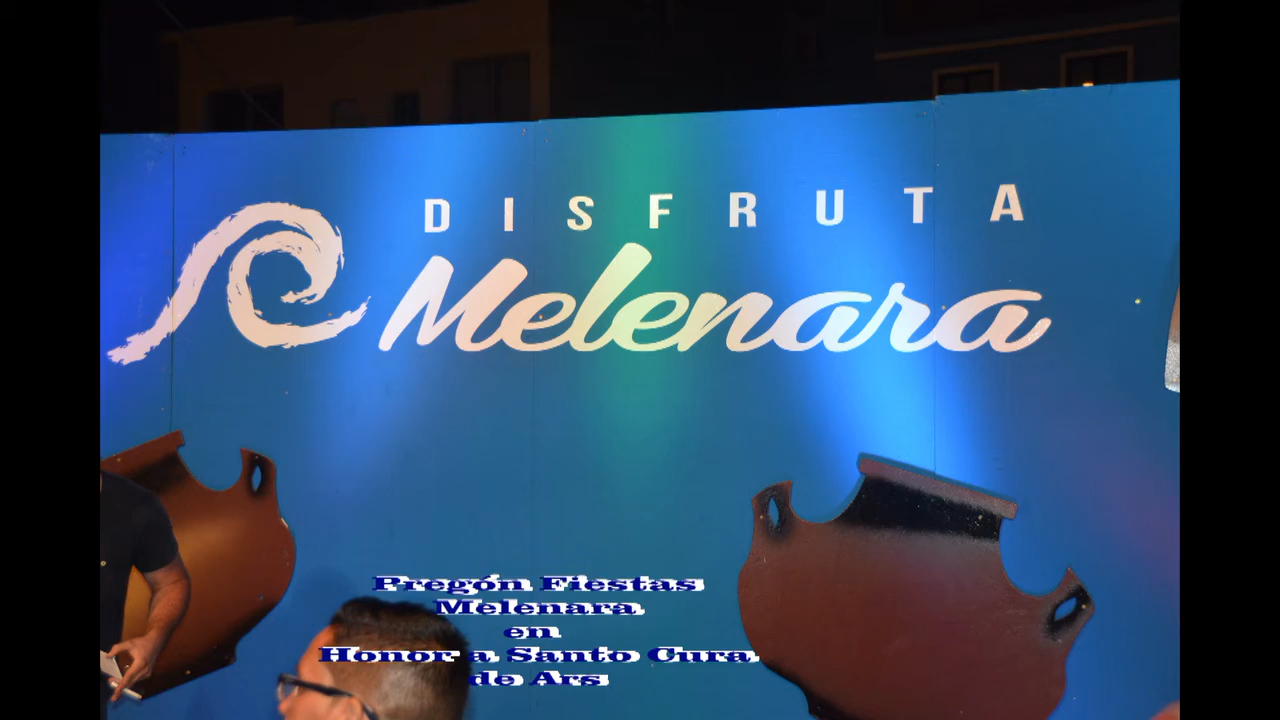 DISFRUTA
Melenara
Pregón Fiestas
Melenara
en
Honor a Santo Cura
de Ars